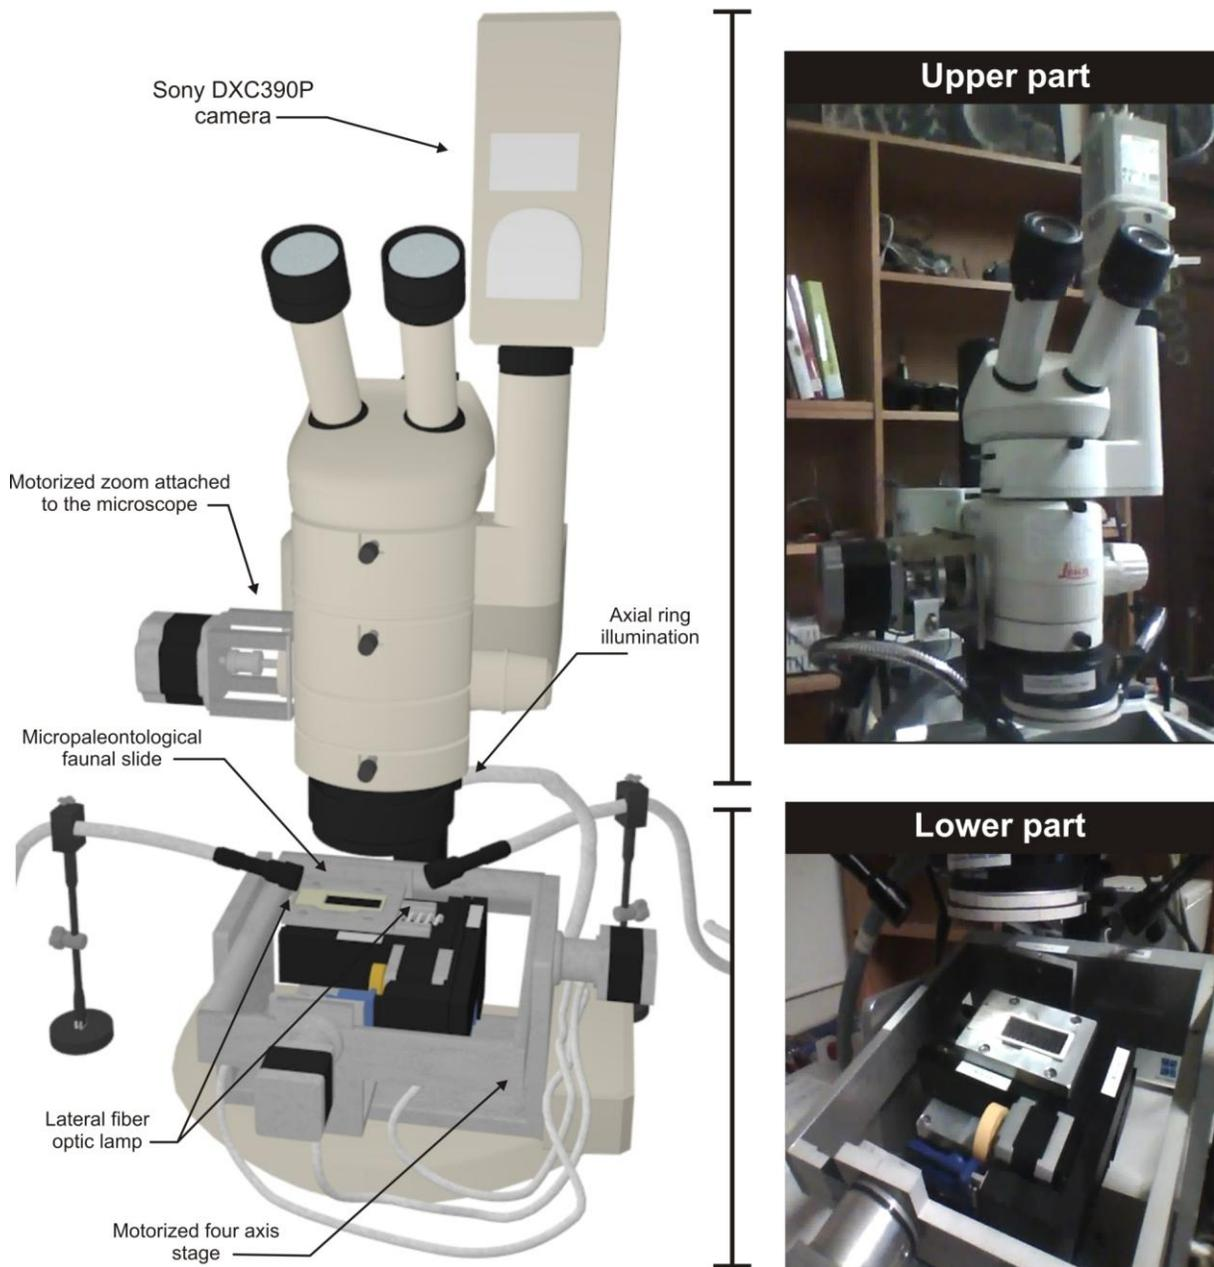 Sony DXC390P
camera
Upper part
Motorized zoom attached
to the microscope
Leica
Axial ring
illumination
Micropaleontological
faunal slide
Lower part
Lateral fiber
optic lamp
Motorized four axis
stage